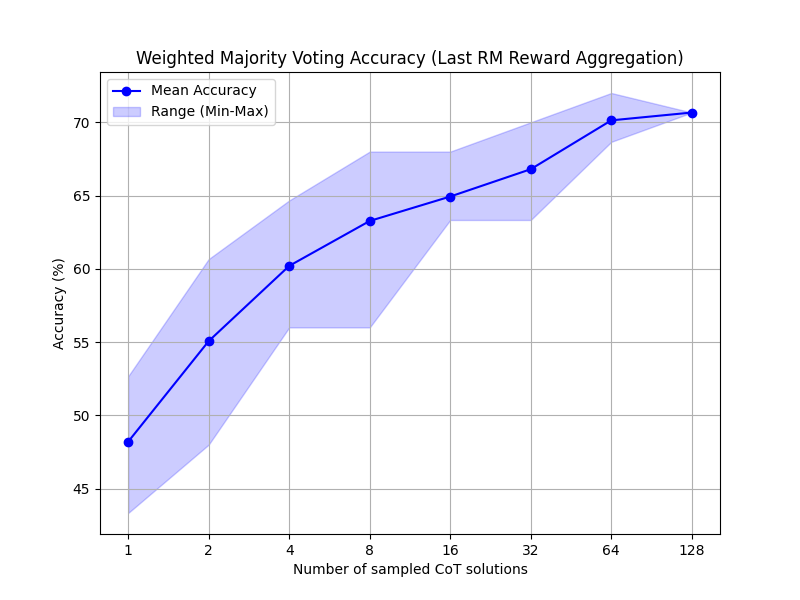 Weighted Majority Voting Accuracy (Last RM Reward Aggregation)
Mean Accuracy
Range (Min-Max)
Accuracy (%)
70
65
60
55
50
45
1 2 4 8 16 32 64 128
Number of sampled CoT solutions